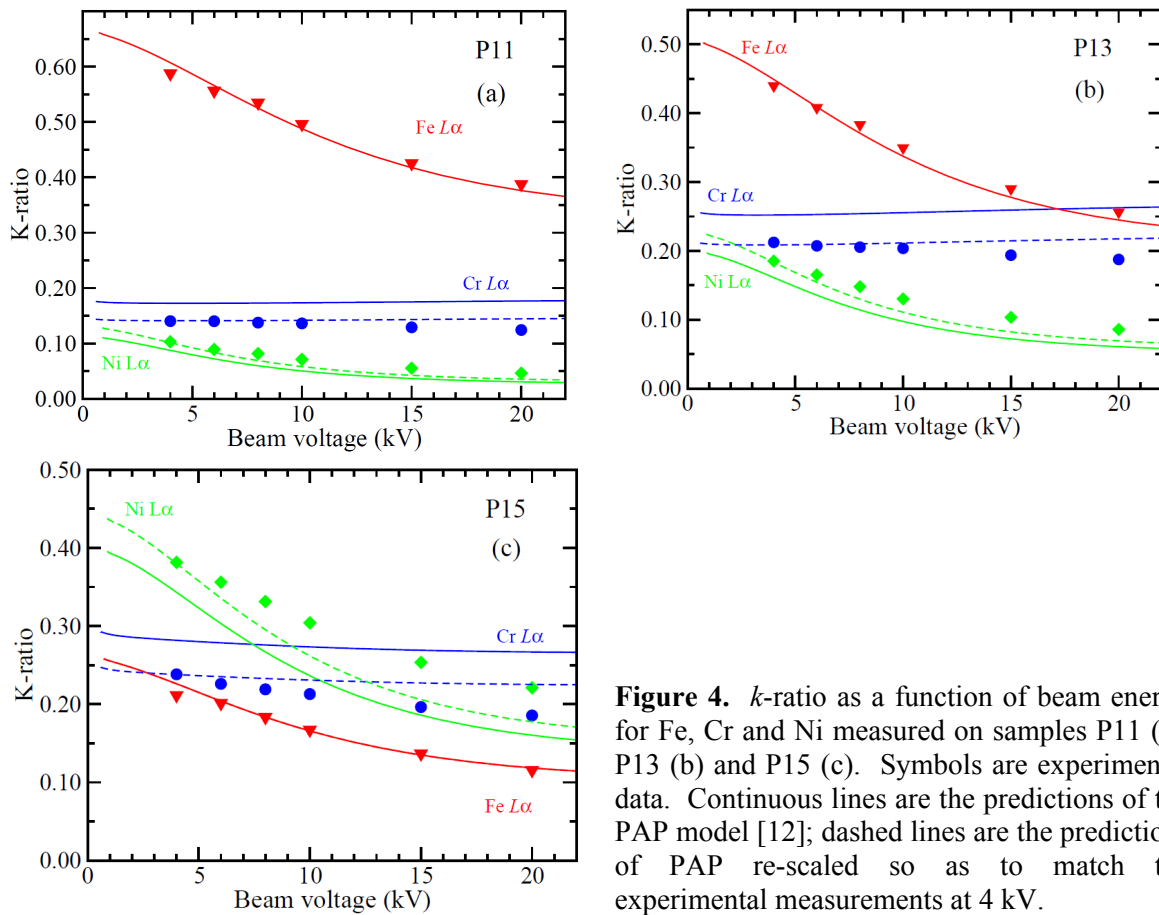 P11
(a)
0.60
0.50
0.40
0.30
0.20
0.10
0.00
K-ratio
Fe Lα
Cr Lα
Ni Lα
0 5 10 15 20
Beam voltage (kV)
P13
(b)
0.50
0.40
0.30
0.20
0.10
0.00
K-ratio
Fe Lα
Cr Lα
Ni Lα
0 5 10 15 20
Beam voltage (kV)
P15
(c)
0.50
0.40
0.30
0.20
0.10
0.00
K-ratio
Ni Lα
Cr Lα
Fe Lα
0 5 10 15 20
Beam voltage (kV)
Figure 4. k-ratio as a function of beam ener
for Fe, Cr and Ni measured on samples P11 (
P13 (b) and P15 (c). Symbols are experimen
data. Continuous lines are the predictions of t
PAP model [12]; dashed lines are the prediction
of PAP re-scaled so as to match t
experimental measurements at 4 kV.